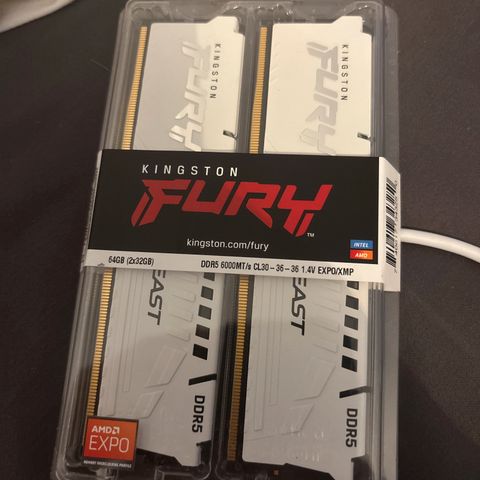 KINGSTON
FURY
KINGSTON
FURY
KINGSTON
FURY™
kingston.com/fury
INTEL
AMD
64GB (2x32GB)
DDR5 6000MT/s CL30-36-36 1.4V EXPO/XMP
EAST
EAST
DDR5
DDR5
AMD
EXPO